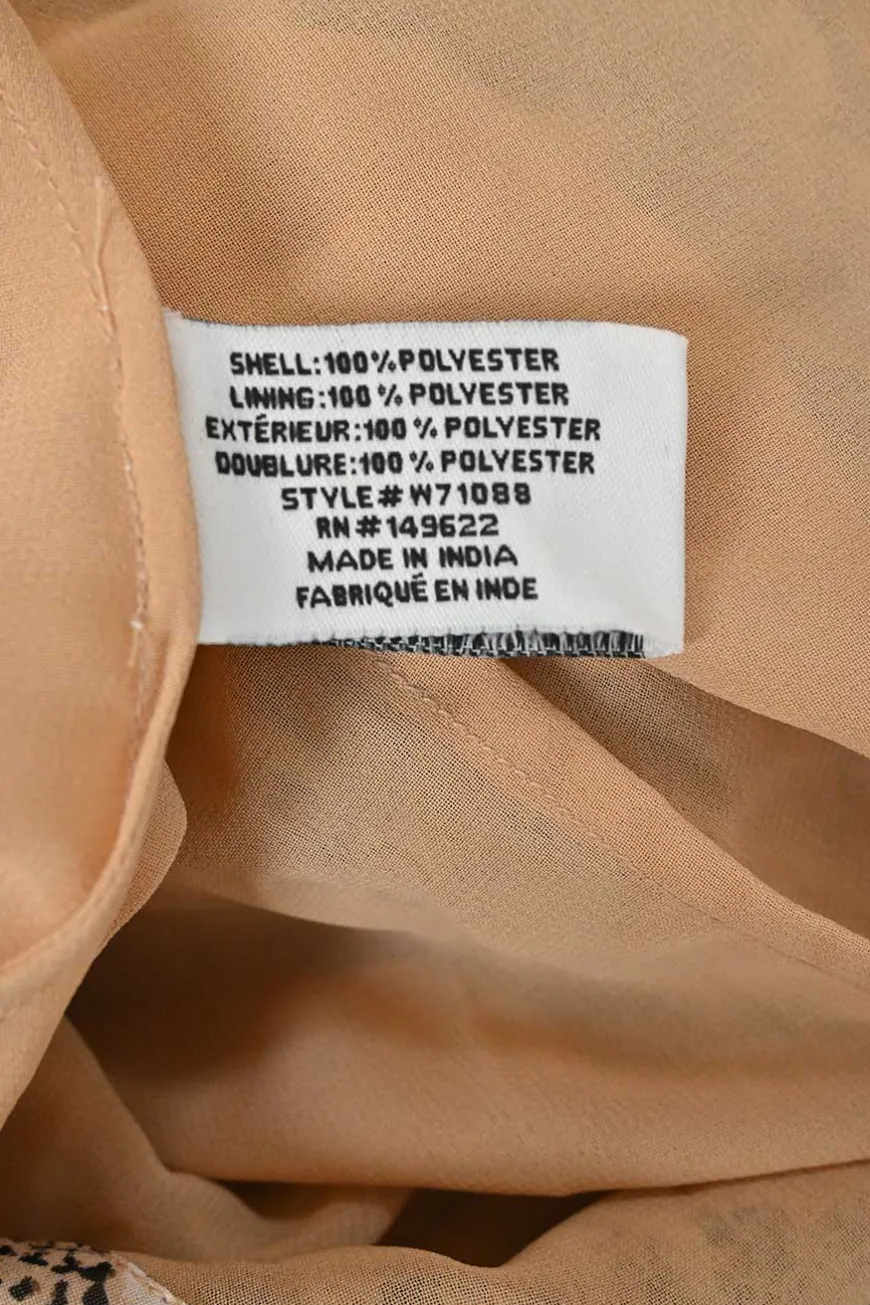 SHELL:100%POLYESTER
LINING:100 % POLYESTER
EXTÉRIEUR:100 % POLYESTER
DOUBLURE:100 % POLYESTER
STYLE# W71088
RN #149622
MADE IN INDIA
FABRIQUÉ EN INDE